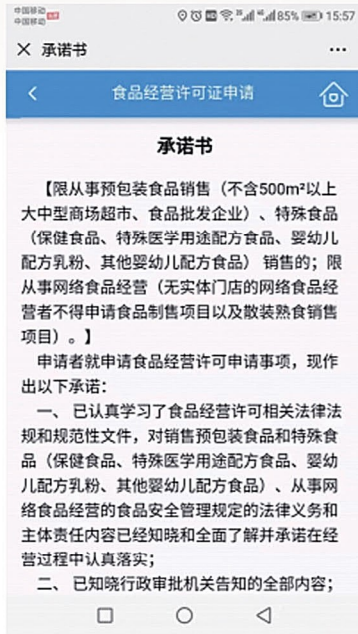 中国移动
中国移动
85% 15:57
承诺书
食品经营许可证申请
承诺书
【限从事预包装食品销售（不含500m²以上
大中型商场超市、食品批发企业）、特殊食品
（保健食品、特殊医学用途配方食品、婴幼儿
配方乳粉、其他婴幼儿配方食品） 销售的；限
从事网络食品经营（无实体门店的网络食品经
营者不得申请食品制售项目以及散装熟食销售
项目）。】
申请者就申请食品经营许可申请事项，现作
出以下承诺：
一、 已认真学习了食品经营许可相关法律法
规和规范性文件，对销售预包装食品和特殊食
品（保健食品、特殊医学用途配方食品、婴幼
儿配方乳粉、其他婴幼儿配方食品）、从事网
络食品经营的食品安全管理规定的法律义务和
主体责任内容已经知晓和全面了解并承诺在经
营过程中认真落实；
二、 已知晓行政审批机关告知的全部内容；